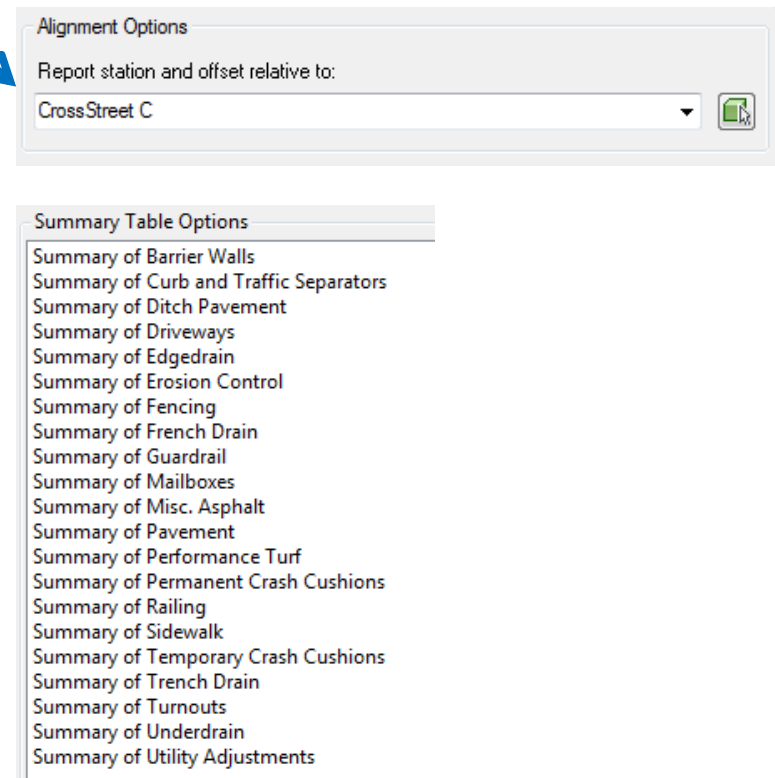 Alignment Options
Report station and offset relative to:
CrossStreet C
Summary Table Options
Summary of Barrier Walls
Summary of Curb and Traffic Separators
Summary of Ditch Pavement
Summary of Driveways
Summary of Edgedrain
Summary of Erosion Control
Summary of Fencing
Summary of French Drain
Summary of Guardrail
Summary of Mailboxes
Summary of Misc. Asphalt
Summary of Pavement
Summary of Performance Turf
Summary of Permanent Crash Cushions
Summary of Railing
Summary of Sidewalk
Summary of Temporary Crash Cushions
Summary of Trench Drain
Summary of Turnouts
Summary of Underdrain
Summary of Utility Adjustments